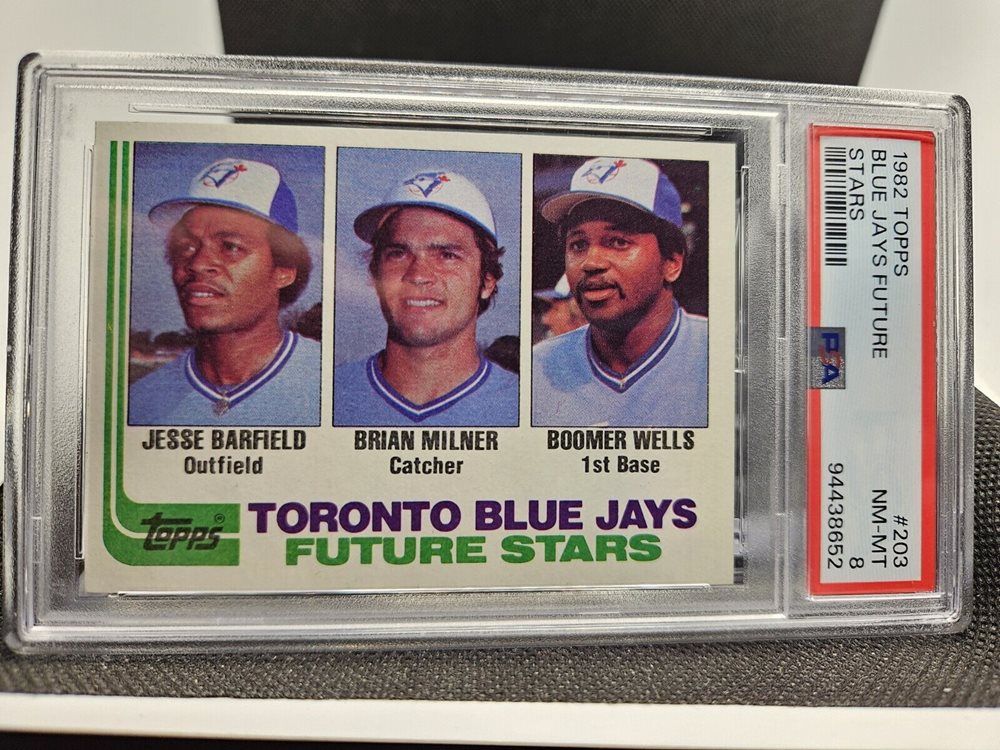 JESSE BARFIELD
Outfield
BRIAN MILNER
Catcher
BOOMER WELLS
1st Base
topps®
TORONTO BLUE JAYS
FUTURE STARS
1982 TOPPS
BLUE JAYS FUTURE
STARS
PSA
#203
NM-MT
8
94438652